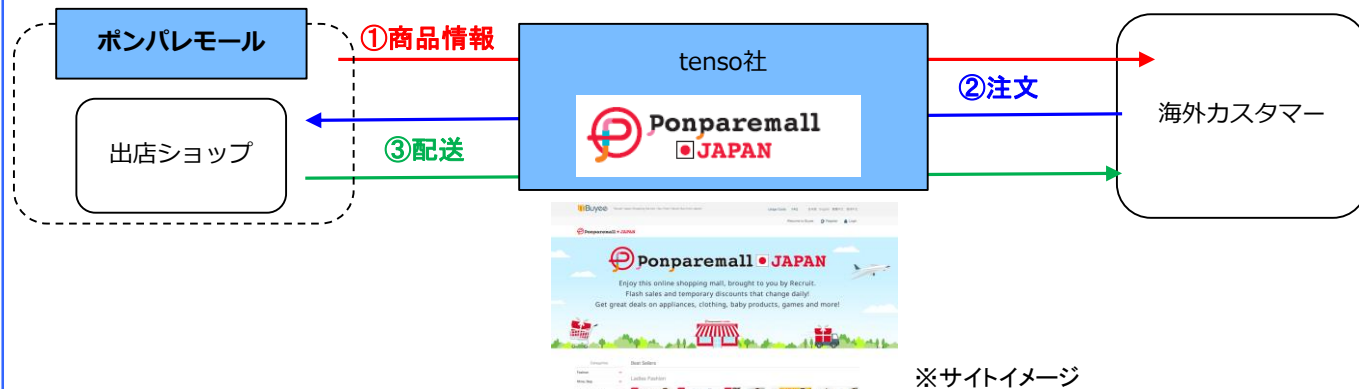 ポンパレモール
出店ショップ
①商品情報
②注文
③配送
tenso社
Ponparemall
JAPAN
海外カスタマー
Buyee
Ponparemall JAPAN
Ponparemall JAPAN
Enjoy this online shopping mall, brought to you by Recruit.
Flash sales and temporary discounts that change daily!
Get great deals on appliances, clothing, baby products, games and more!
Best Sellers
Ladies Fashion
※サイトイメージ